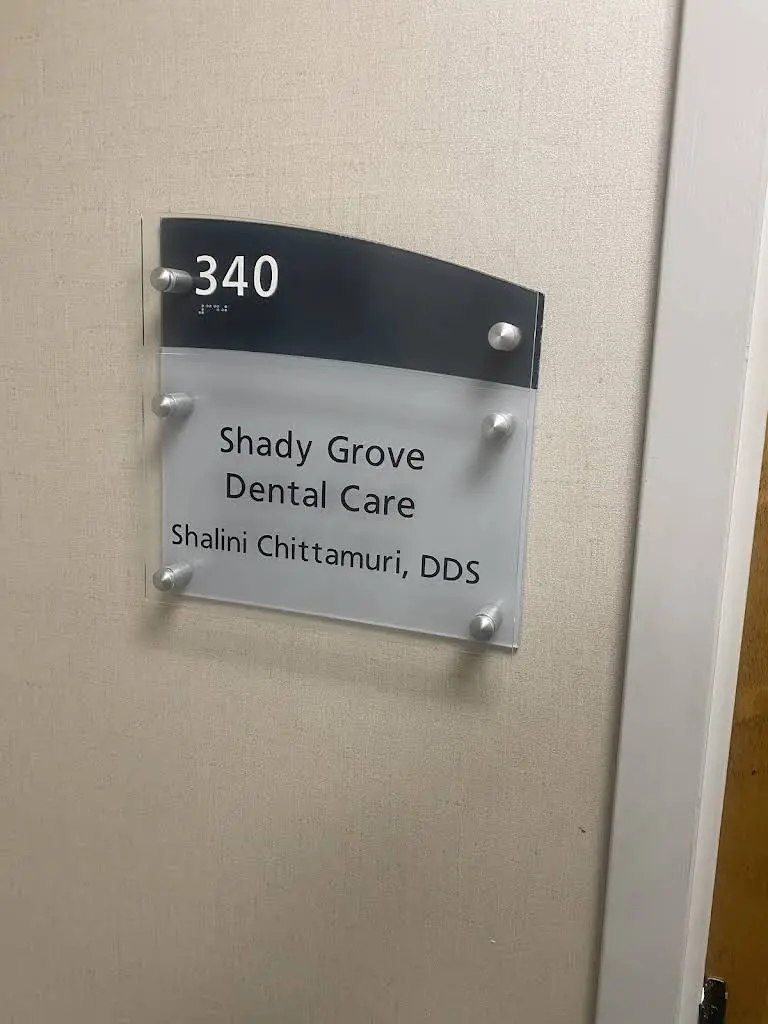 340
Shady Grove
Dental Care
Shalini Chittamuri, DDS